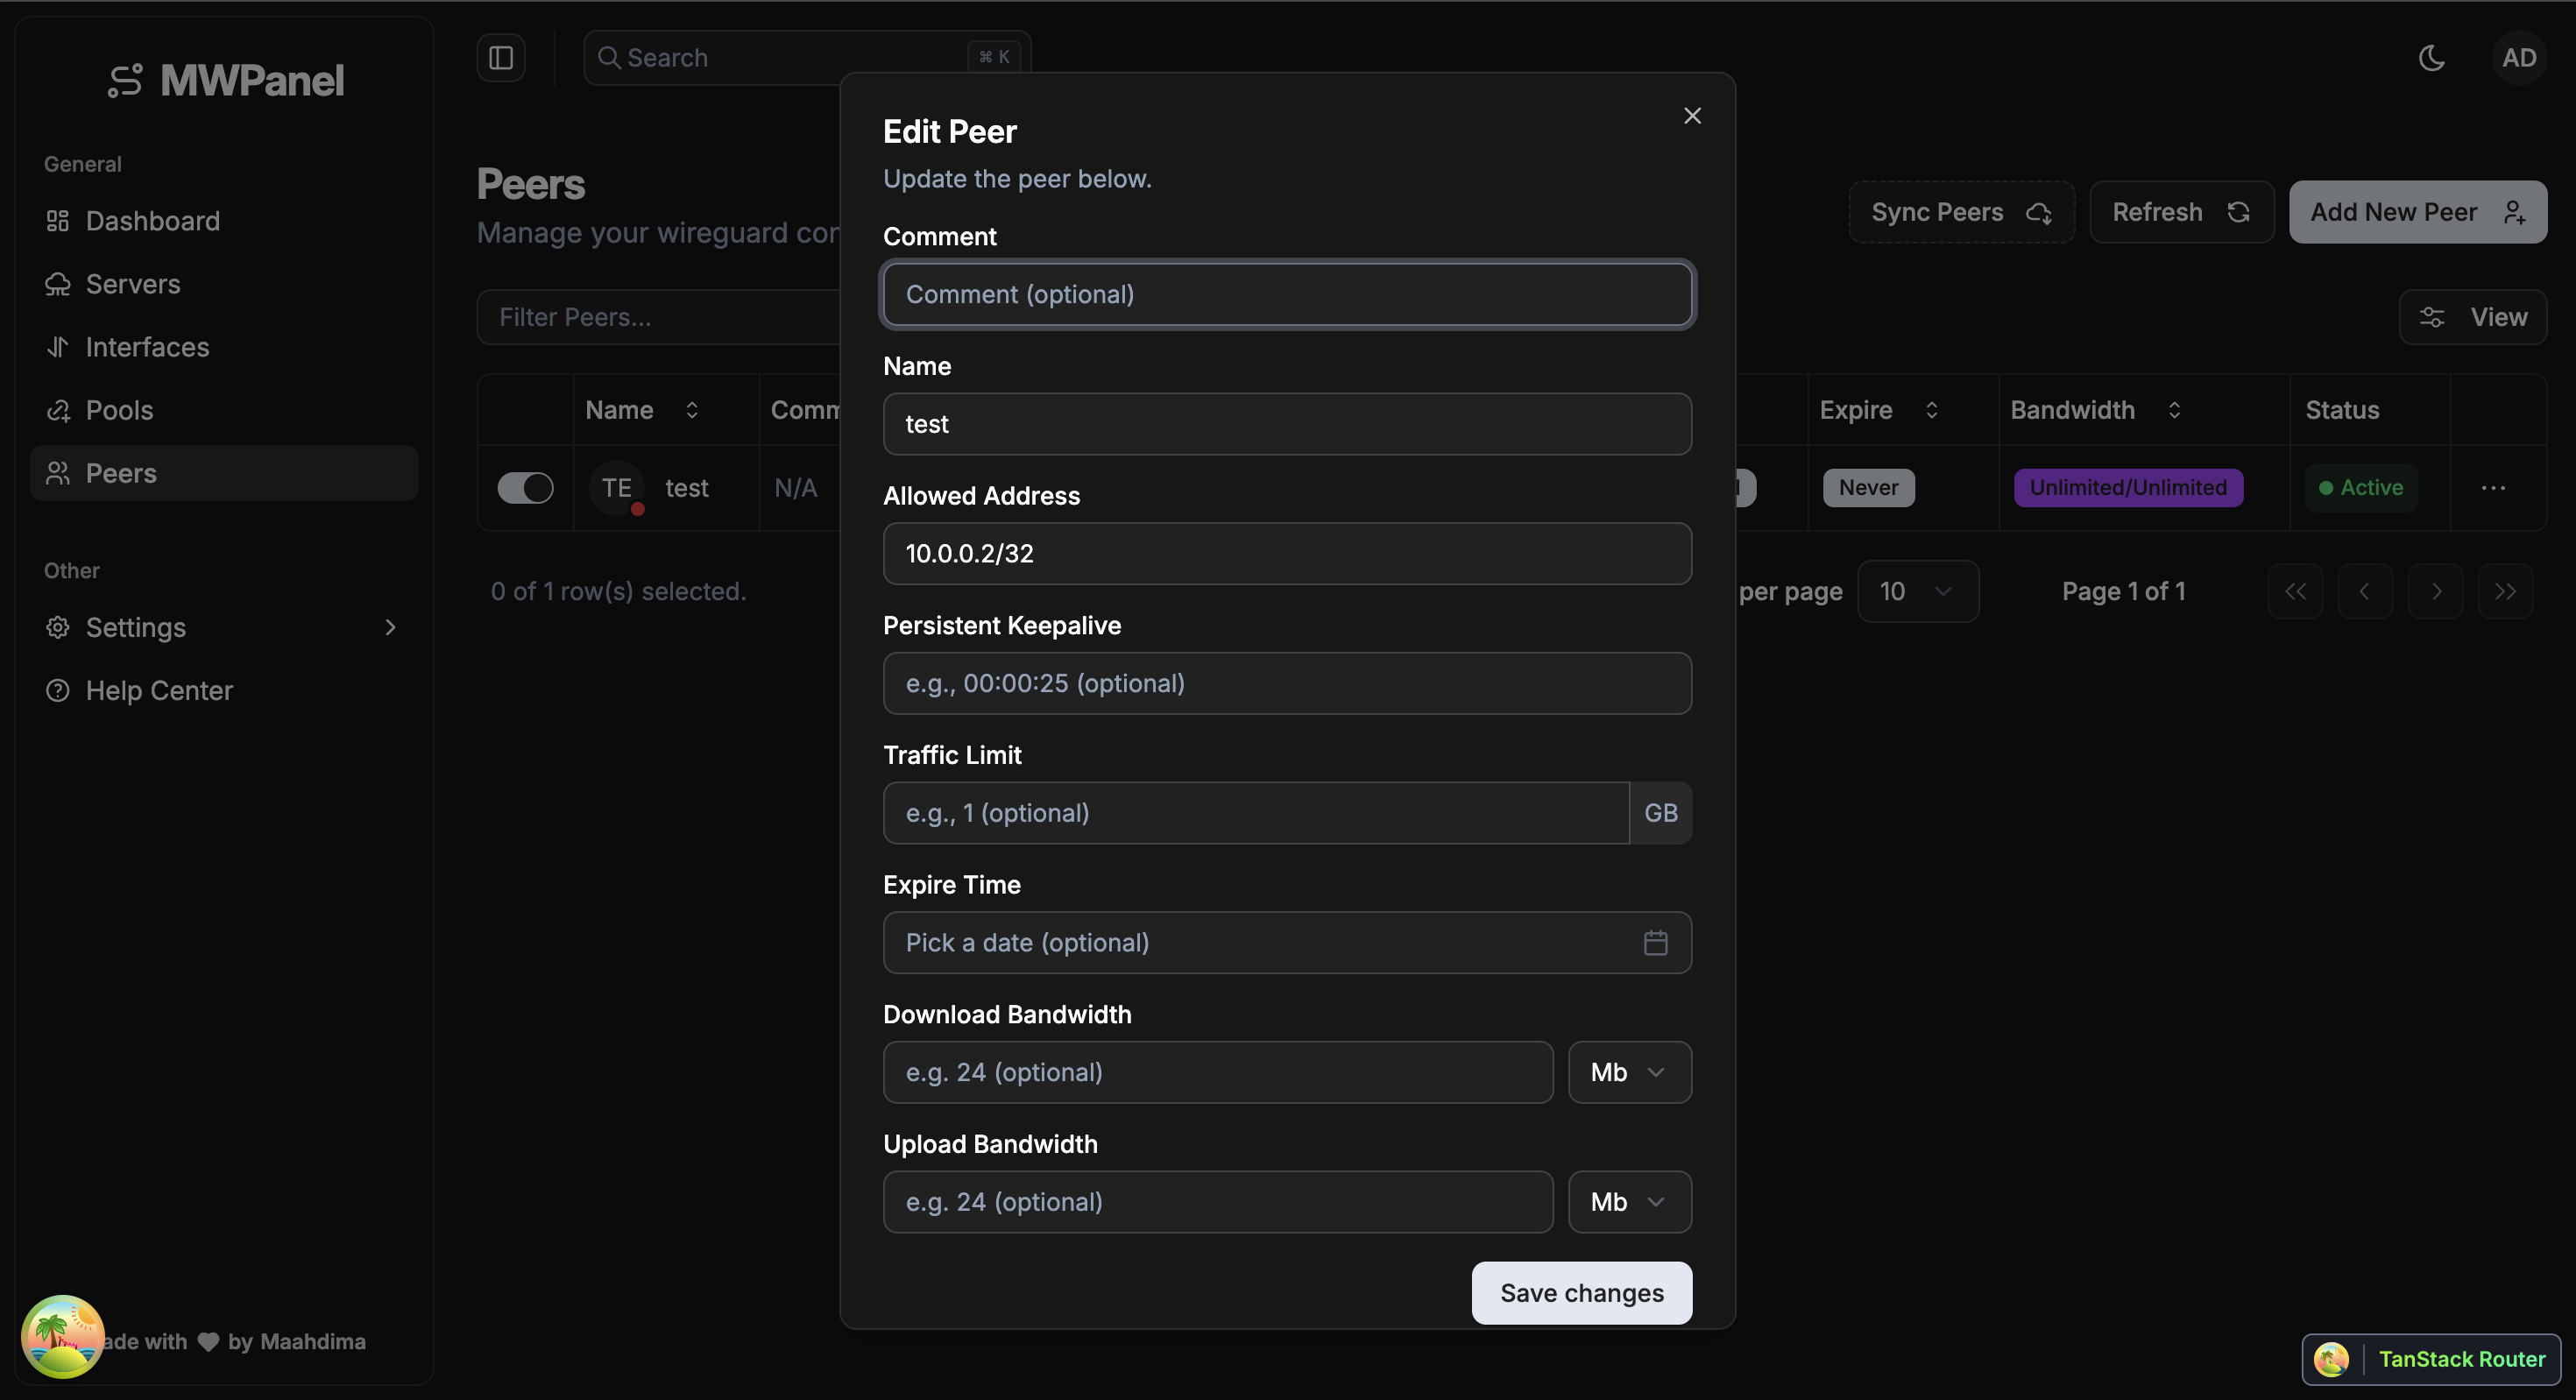 MWPanel
General
Dashboard
Servers
Interfaces
Pools
Peers
Other
Settings
Help Center
by Maahdima
Search
⌘ K
AD
Peers
Manage your wireguard
Sync Peers
Refresh
Add New Peer
Filter Peers...
View
Name
Expire
Bandwidth
Status
TE
test
N/A
Never
Unlimited/Unlimited
Active
0 of 1 row(s) selected.
per page
10
Page 1 of 1
Edit Peer
Update the peer below.
Comment
Comment (optional)
Name
test
Allowed Address
10.0.0.2/32
Persistent Keepalive
e.g., 00:00:25 (optional)
Traffic Limit
e.g., 1 (optional)
GB
Expire Time
Pick a date (optional)
Download Bandwidth
e.g. 24 (optional)
Mb
Upload Bandwidth
e.g. 24 (optional)
Mb
Save changes
TanStack Router